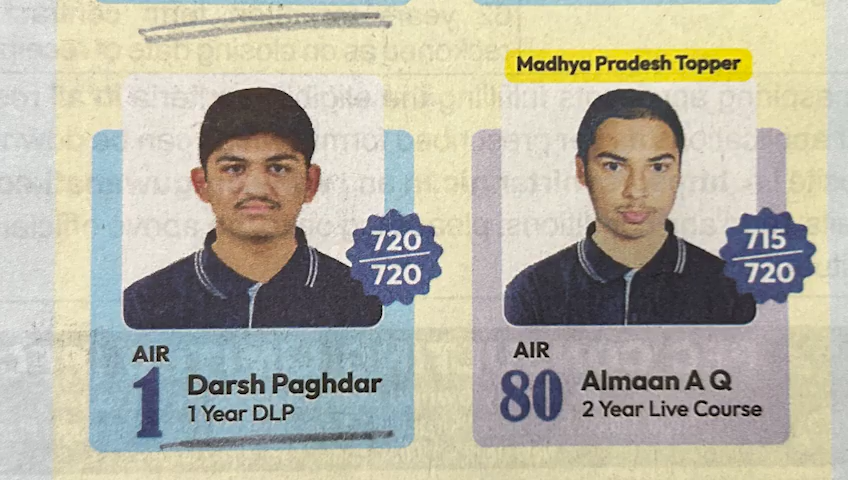 Madhya Pradesh Topper
720
720
AIR
1
Darsh Paghdar
1 Year DLP
715
720
AIR
80
Almaan A Q
2 Year Live Course